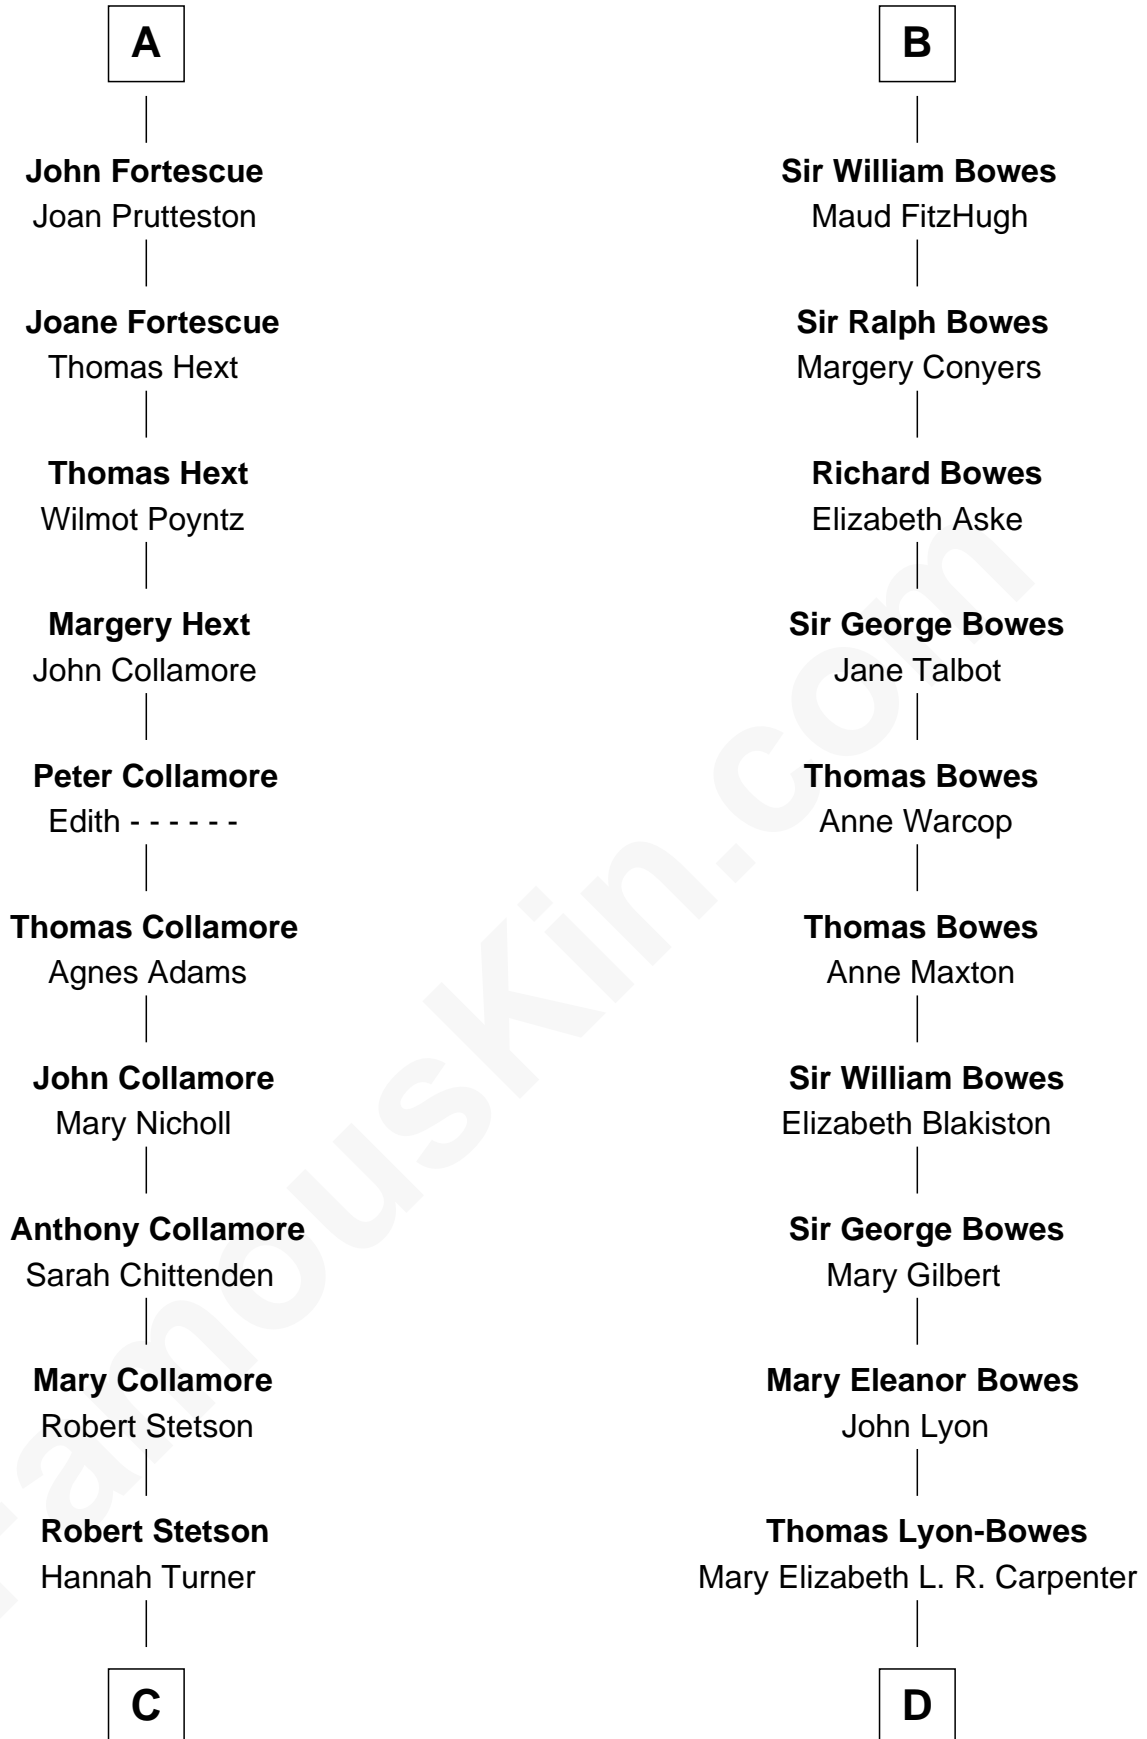 A
John Fortescue
Joan Prutteston
Joane Fortescue
Thomas Hext
Thomas Hext
Wilmot Poyntz
Margery Hext
John Collamore
Peter Collamore
Edith - - - - - -
Thomas Collamore
Agnes Adams
John Collamore
Mary Nicholl
Anthony Collamore
Sarah Chittenden
Mary Collamore
Robert Stetson
Robert Stetson
Hannah Turner
C
B
Sir William Bowes
Maud FitzHugh
Sir Ralph Bowes
Margery Conyers
Richard Bowes
Elizabeth Aske
Sir George Bowes
Jane Talbot
Thomas Bowes
Anne Warcop
Thomas Bowes
Anne Maxton
Sir William Bowes
Elizabeth Blakiston
Sir George Bowes
Mary Gilbert
Mary Eleanor Bowes
John Lyon
Thomas Lyon-Bowes
Mary Elizabeth L. R. Carpenter
D
FamousKin.com